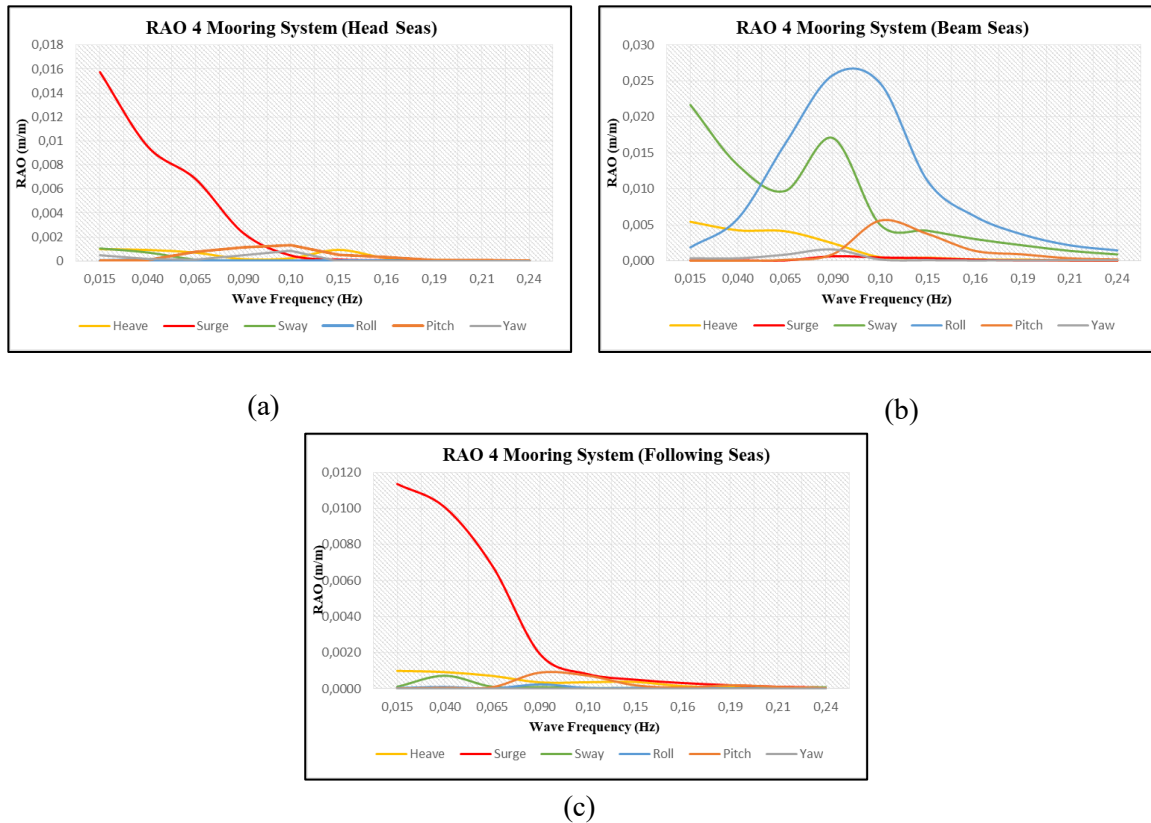 RAO 4 Mooring System (Head Seas)
0,018
0,016
0,014
0,012
0,01
0,008
0,006
0,004
0,002
0
RAO (m/m)
0,015 0,040 0,065 0,090 0,10 0,15 0,16 0,19 0,21 0,24
Wave Frequency (Hz)
Heave Surge Sway Roll Pitch Yaw
(a)
RAO 4 Mooring System (Beam Seas)
0,030
0,025
0,020
0,015
0,010
0,005
0,000
RAO (m/m)
0,015 0,040 0,065 0,090 0,10 0,15 0,16 0,19 0,21 0,24
Wave Frequency (Hz)
Heave Surge Sway Roll Pitch Yaw
(b)
RAO 4 Mooring System (Following Seas)
0,0120
0,0100
0,0080
0,0060
0,0040
0,0020
0,0000
RAO (m/m)
0,015 0,040 0,065 0,090 0,10 0,15 0,16 0,19 0,21 0,24
Wave Frequency (Hz)
Heave Surge Sway Roll Pitch Yaw
(c)